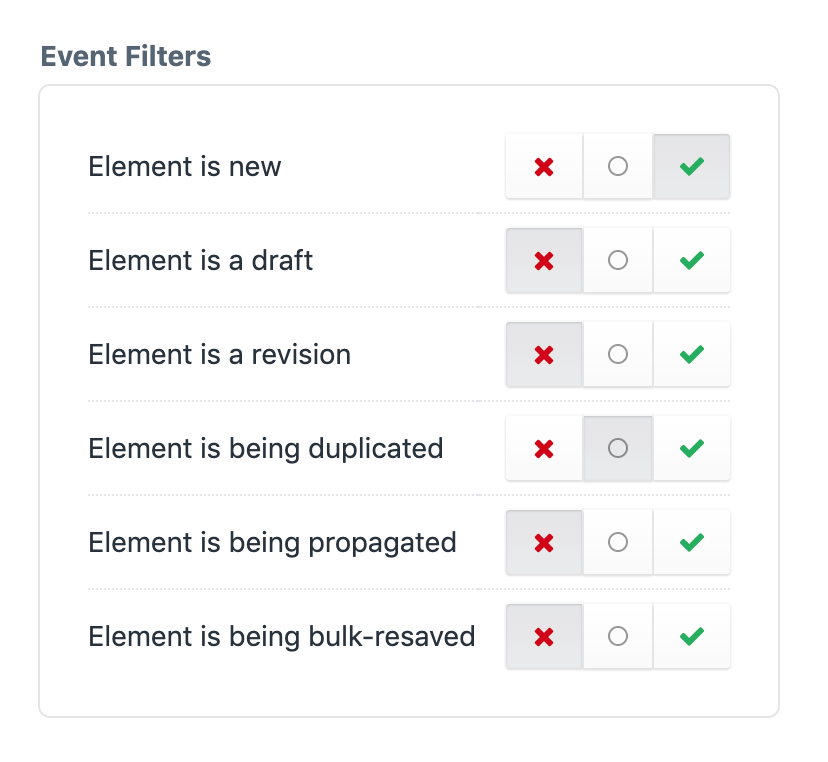 Event Filters
Element is new
Element is a draft
Element is a revision
Element is being duplicated
Element is being propagated
Element is being bulk-resaved